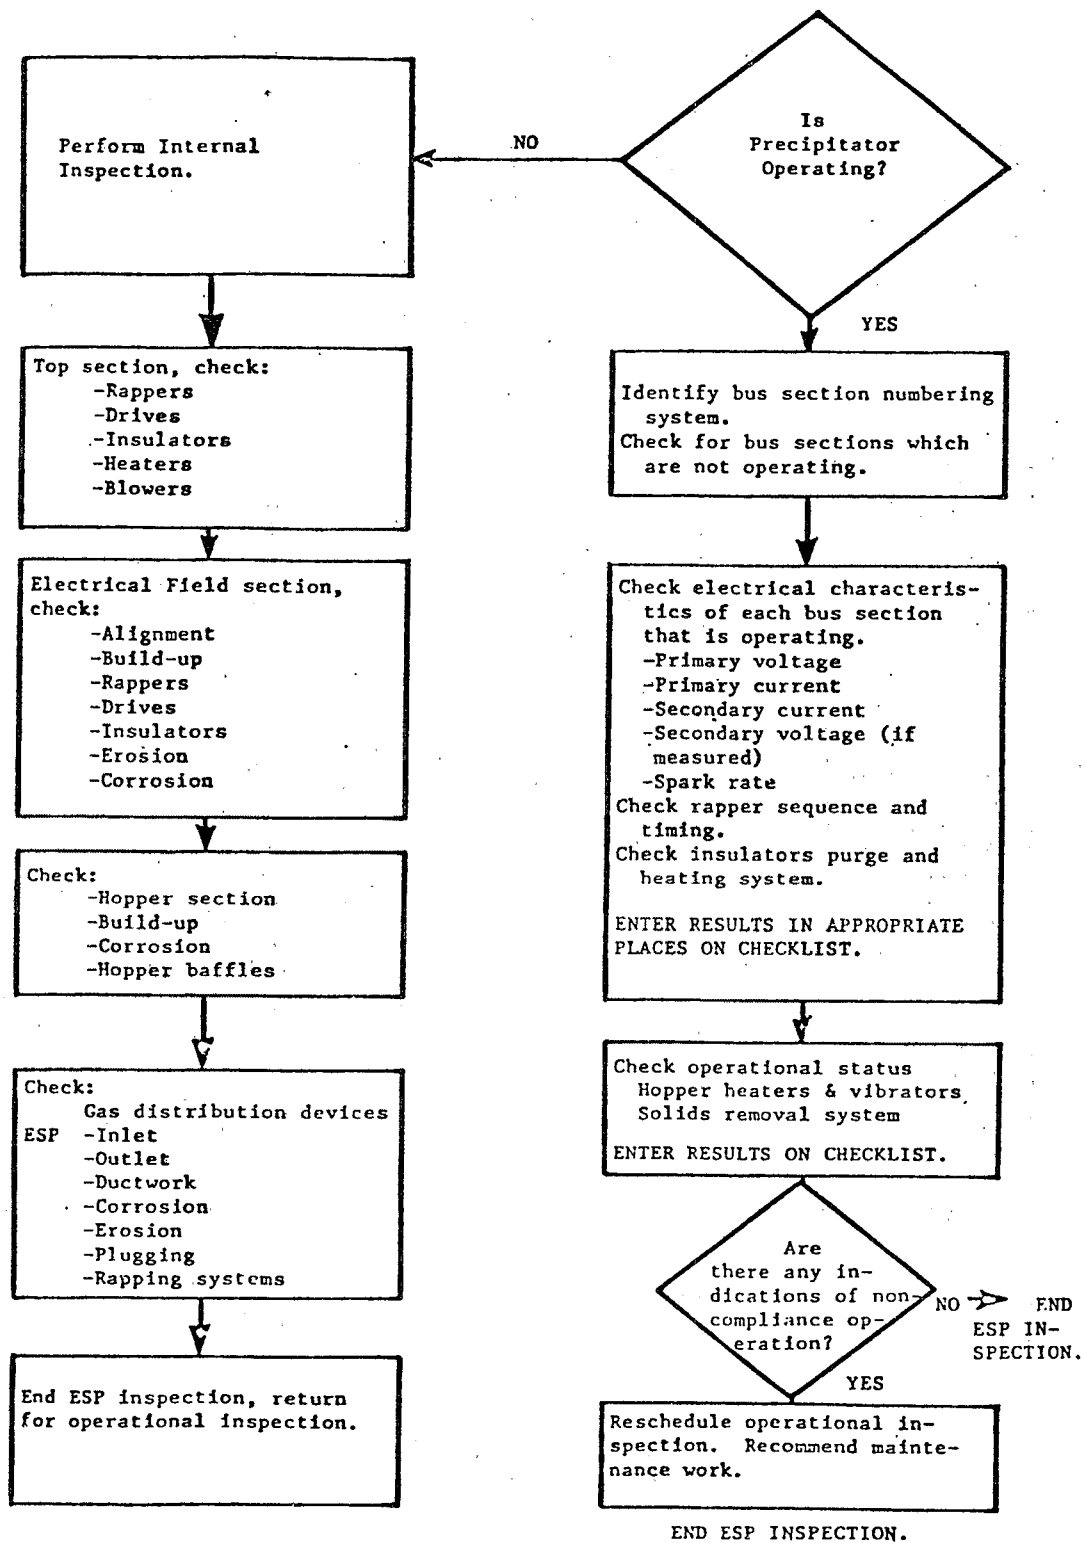 Is
Precipitator
Operating?
NO
Perform Internal
Inspection.
YES
Top section, check:
-Rappers
-Drives
-Insulators
-Heaters
-Blowers
Electrical Field section,
check:
-Alignment
-Build-up
-Rappers
-Drives
-Insulators
-Erosion
-Corrosion
Check:
-Hopper section
-Build-up
-Corrosion
-Hopper baffles
Check:
Gas distribution devices
ESP -Inlet
-Outlet
-Ductwork
-Corrosion
-Erosion
-Plugging
-Rapping systems
End ESP inspection, return
for operational inspection.
Identify bus section numbering
system.
Check for bus sections which
are not operating.
Check electrical characteris-
tics of each bus section
that is operating.
-Primary voltage
-Primary current
-Secondary current
-Secondary voltage (if
measured)
-Spark rate
Check rapper sequence and
timing.
Check insulators purge and
heating system.
ENTER RESULTS IN APPROPRIATE
PLACES ON CHECKLIST.
Check operational status
Hopper heaters & vibrators
Solids removal system
ENTER RESULTS ON CHECKLIST.
Are
there any in-
dications of non-
compliance op-
eration?
NO
END
ESP IN-
SPECTION.
YES
Reschedule operational in-
spection. Recommend mainte-
nance work.
END ESP INSPECTION.